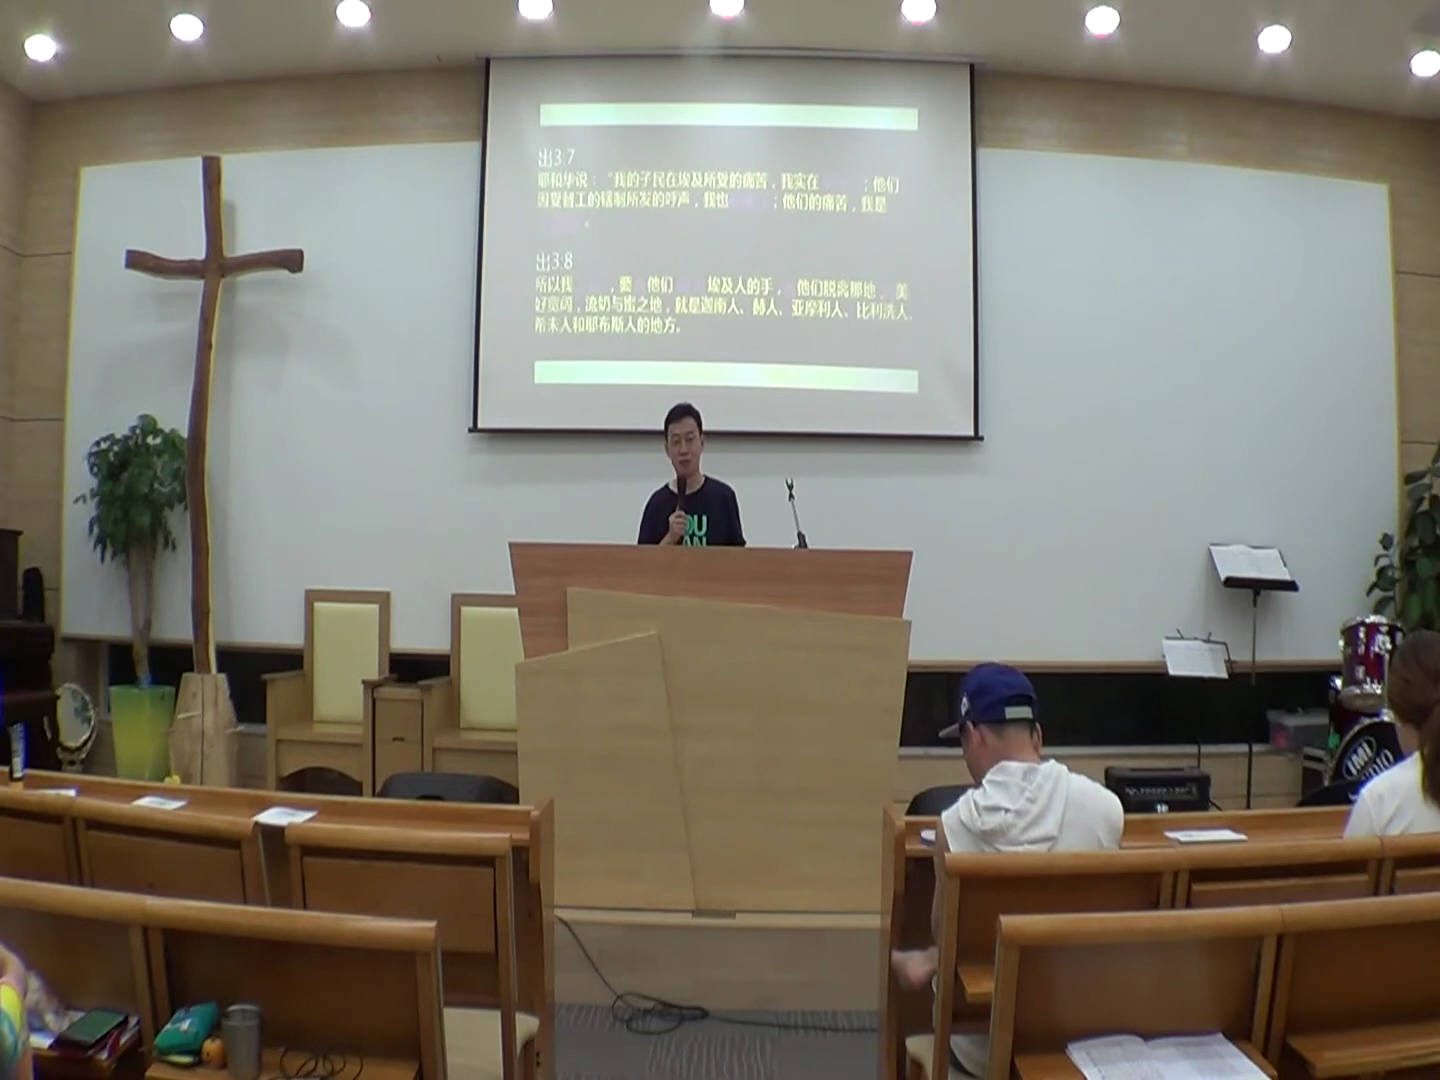 出3:7
耶和华说：“我的子民在埃及所受的痛苦，我实在 ；他们
因受督工的辖制所发的呼声，我也 ；他们的痛苦，我是
。
出3:8
所以我 ，要 他们 埃及人的手， 他们脱离那地， 美
好宽阔，流奶与蜜之地，就是迦南人、赫人、亚摩利人、比利洗人、
希未人和耶布斯人的地方。
OU
AN